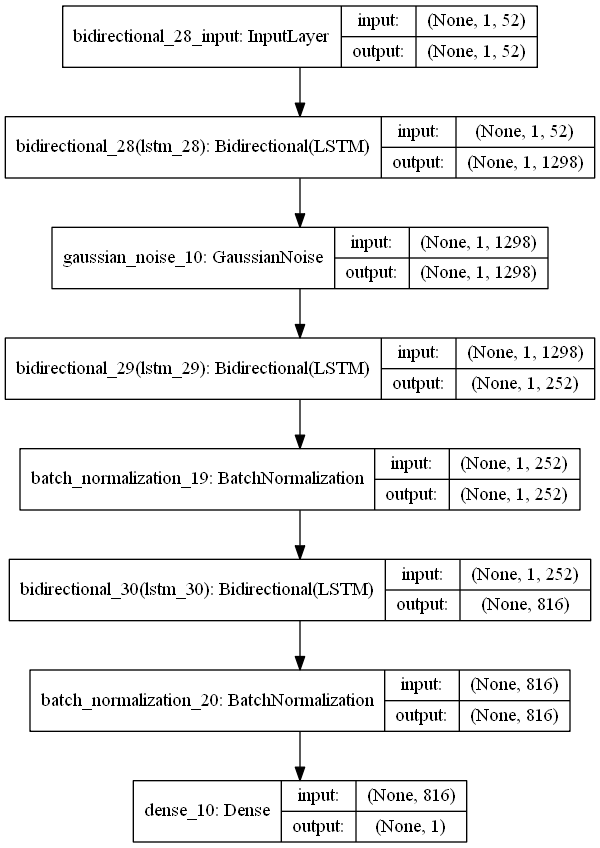 bidirectional_28_input: InputLayer
input: (None, 1, 52)
output: (None, 1, 52)
bidirectional_28(lstm_28): Bidirectional(LSTM)
input: (None, 1, 52)
output: (None, 1, 1298)
gaussian_noise_10: GaussianNoise
input: (None, 1, 1298)
output: (None, 1, 1298)
bidirectional_29(lstm_29): Bidirectional(LSTM)
input: (None, 1, 1298)
output: (None, 1, 252)
batch_normalization_19: BatchNormalization
input: (None, 1, 252)
output: (None, 1, 252)
bidirectional_30(lstm_30): Bidirectional(LSTM)
input: (None, 1, 252)
output: (None, 816)
batch_normalization_20: BatchNormalization
input: (None, 816)
output: (None, 816)
dense_10: Dense
input: (None, 816)
output: (None, 1)